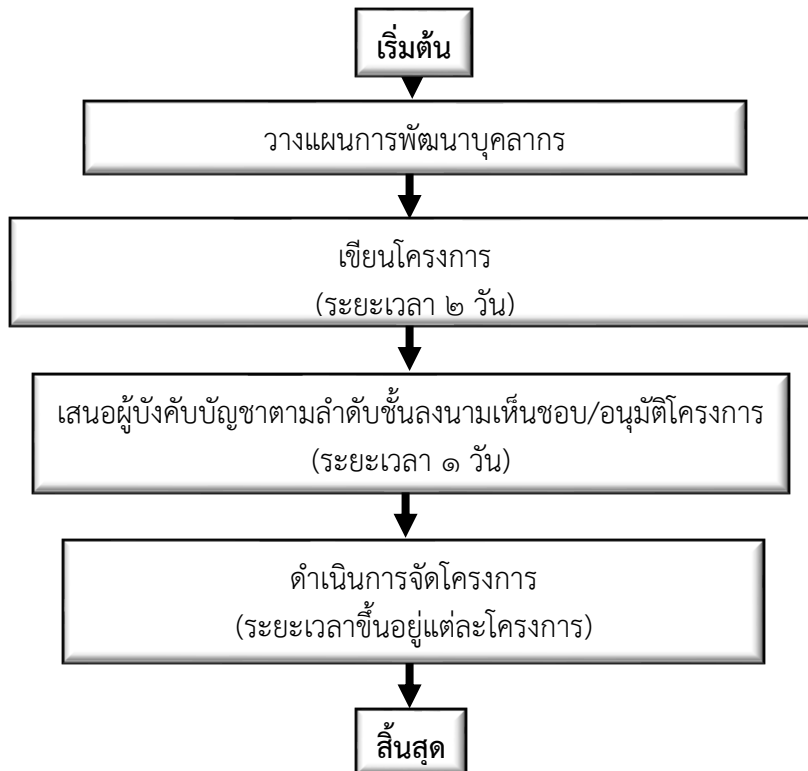 เริ่มต้น
วางแผนการพัฒนาบุคลากร
เขียนโครงการ
(ระยะเวลา ๒ วัน)
เสนอผู้บังคับบัญชาตามลำดับชั้นลงนามเห็นชอบ/อนุมัติโครงการ
(ระยะเวลา ๑ วัน)
ดำเนินการจัดโครงการ
(ระยะเวลาขึ้นอยู่แต่ละโครงการ)
สิ้นสุด